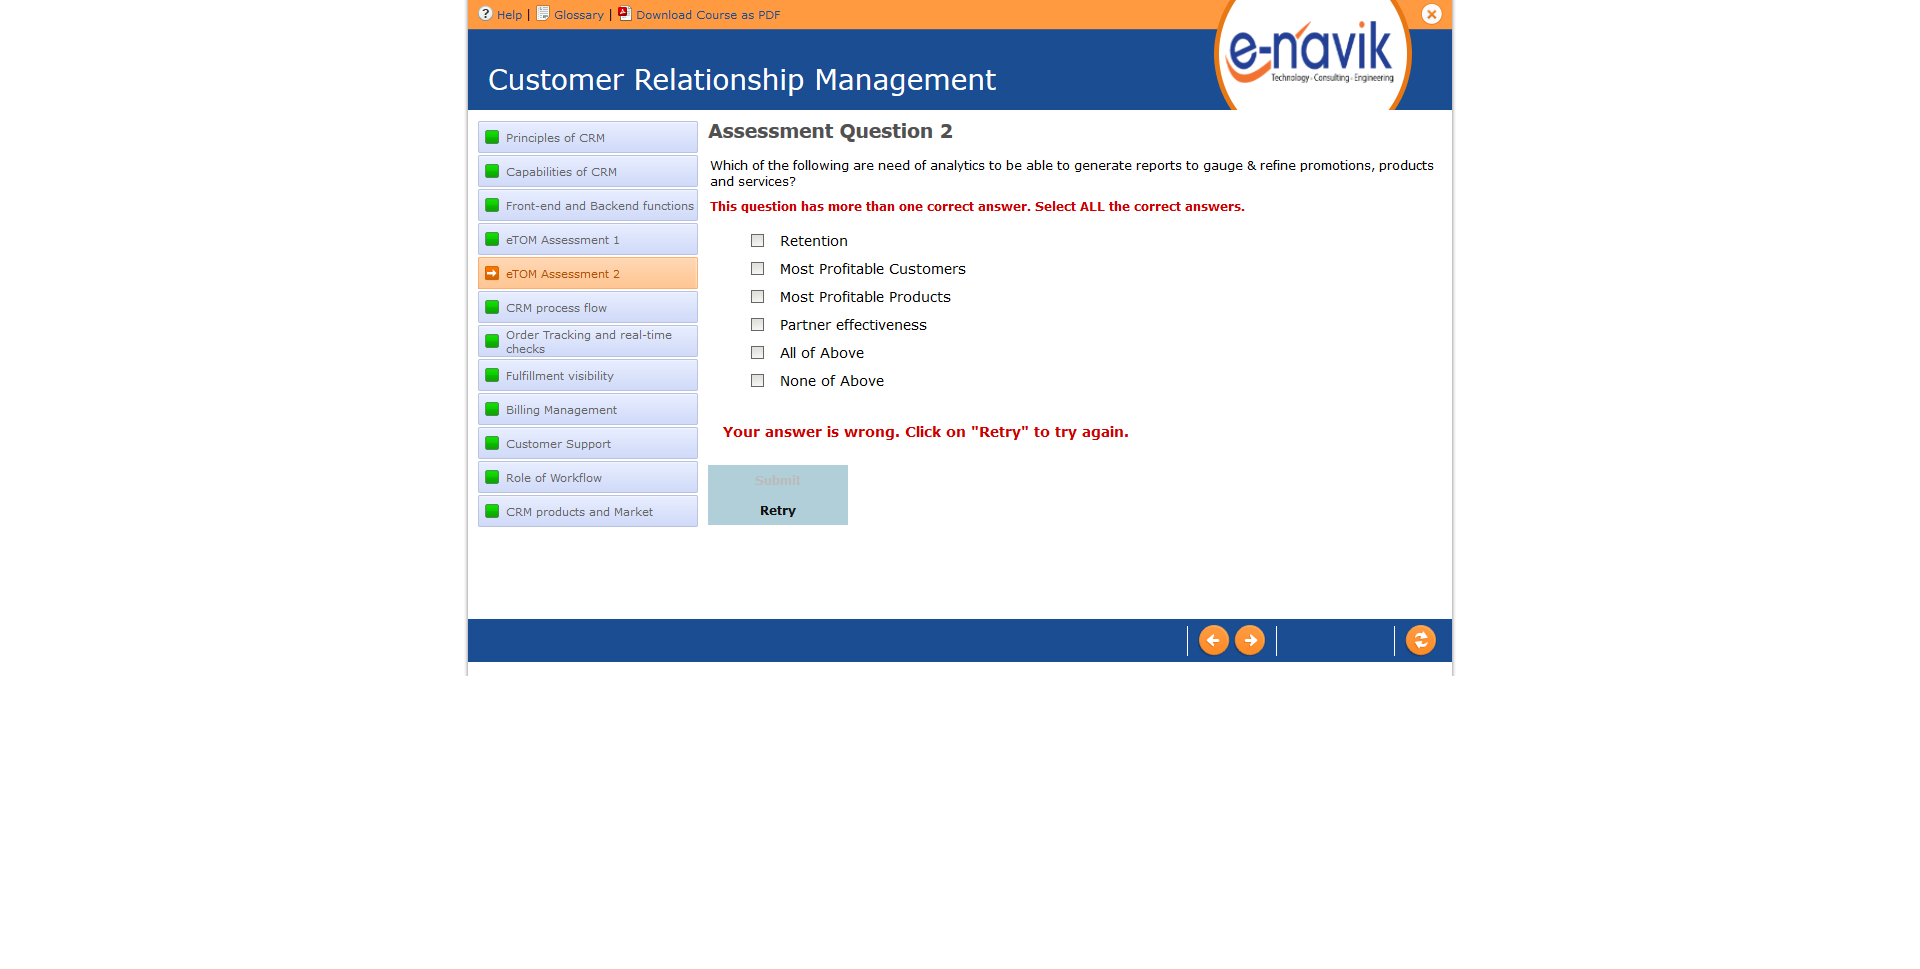 Help | Glossary | Download Course as PDF
e-navik
Technology - Consulting - Engineering
Customer Relationship Management
Principles of CRM
Capabilities of CRM
Front-end and Backend functions
eTOM Assessment 1
eTOM Assessment 2
CRM process flow
Order Tracking and real-time
checks
Fulfillment visibility
Billing Management
Customer Support
Role of Workflow
CRM products and Market
Assessment Question 2
Which of the following are need of analytics to be able to generate reports to gauge & refine promotions, products
and services?
This question has more than one correct answer. Select ALL the correct answers.
Retention
Most Profitable Customers
Most Profitable Products
Partner effectiveness
All of Above
None of Above
Your answer is wrong. Click on "Retry" to try again.
Submit
Retry